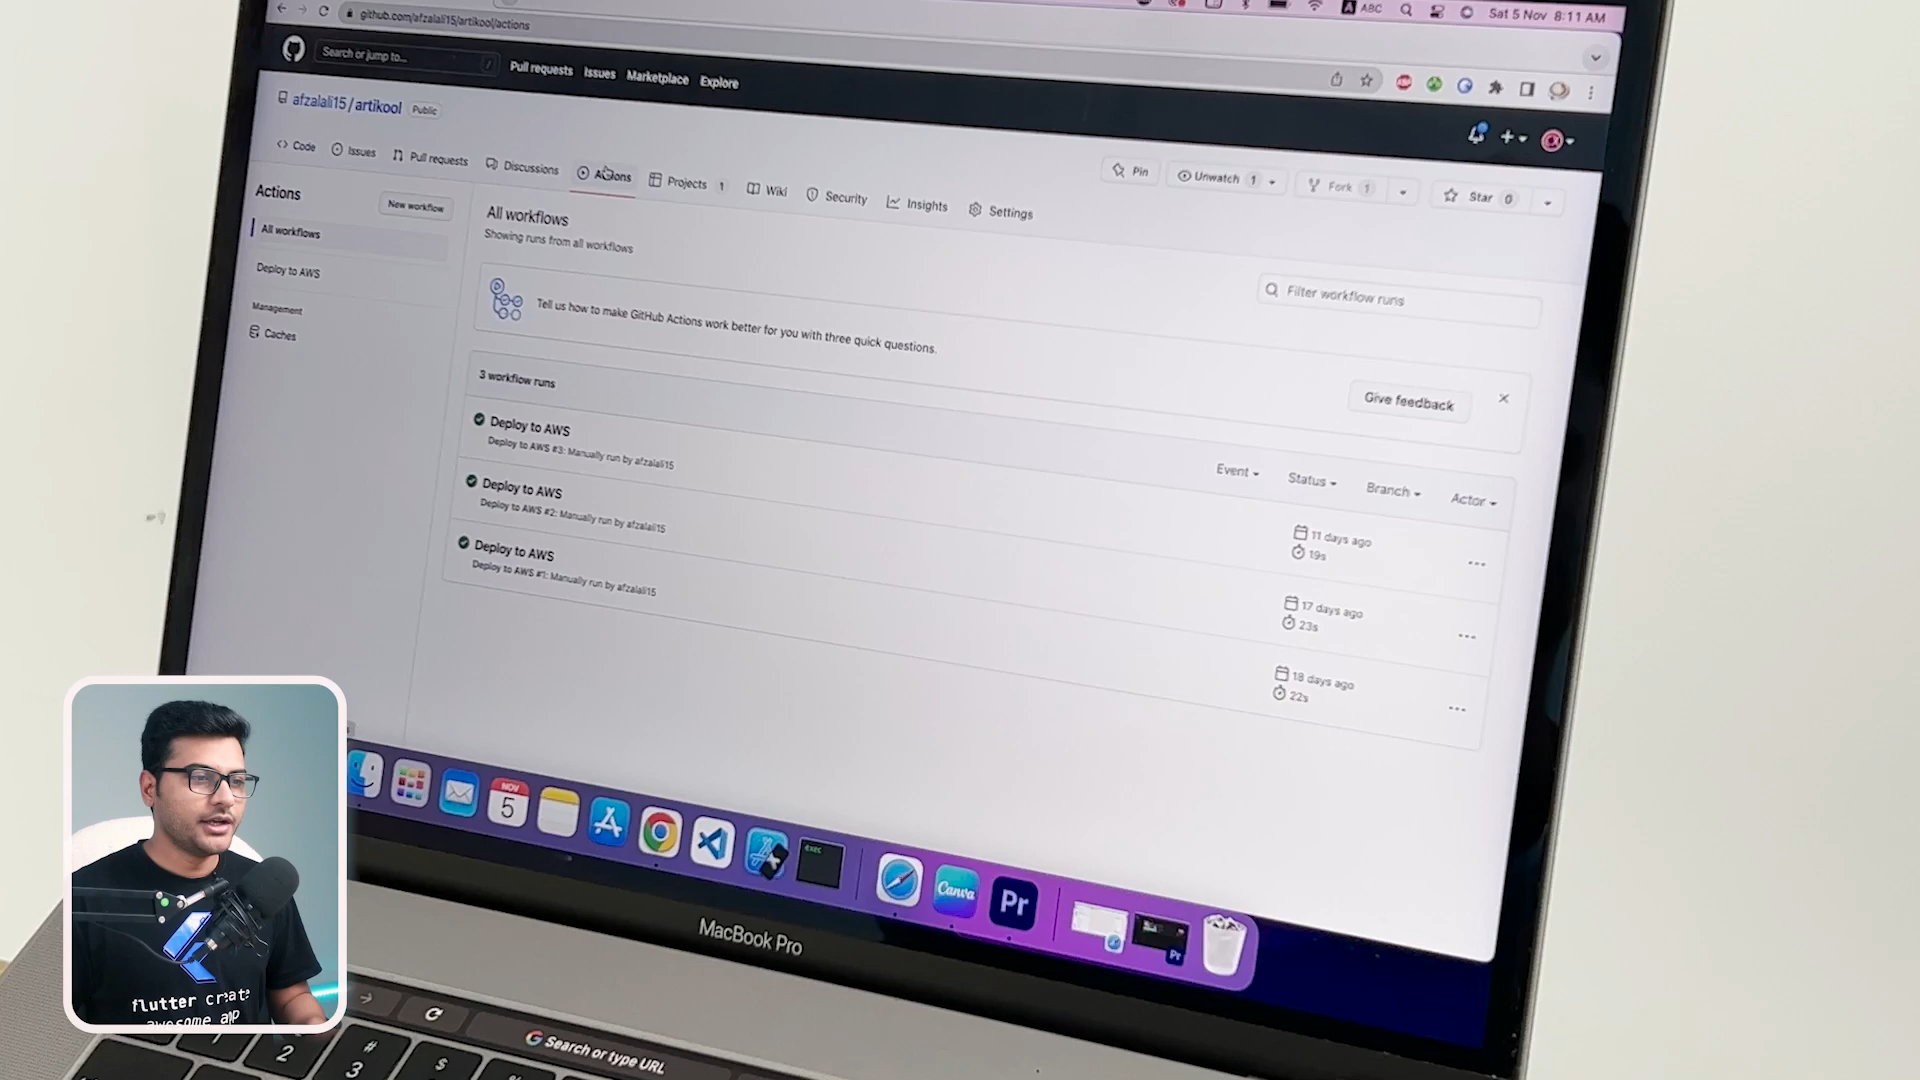 github.com/afzalali15/artikool/actions
ABC
Sat 5 Nov 8:11 AM
Search or jump to...
/
Pull requests
Issues
Marketplace
Explore
afzalali15 / artikool
Public
Code
Issues
Pull requests
Discussions
Actions
Projects 1
Wiki
Security
Insights
Settings
Pin
Unwatch 1
Fork 1
Star 0
Actions
New workflow
All workflows
Deploy to AWS
Management
Caches
All workflows
Showing runs from all workflows
Filter workflow runs
Tell us how to make GitHub Actions work better for you with three quick questions.
Give feedback
3 workflow runs
Event
Status
Branch
Actor
Deploy to AWS
Deploy to AWS #3: Manually run by afzalali15
11 days ago
19s
Deploy to AWS
Deploy to AWS #2: Manually run by afzalali15
17 days ago
23s
Deploy to AWS
Deploy to AWS #1: Manually run by afzalali15
18 days ago
22s
NOV
5
exec
Canva
Pr
Pr
MacBook Pro
Search or type URL
2
#
3
$
flutter create
awesome app